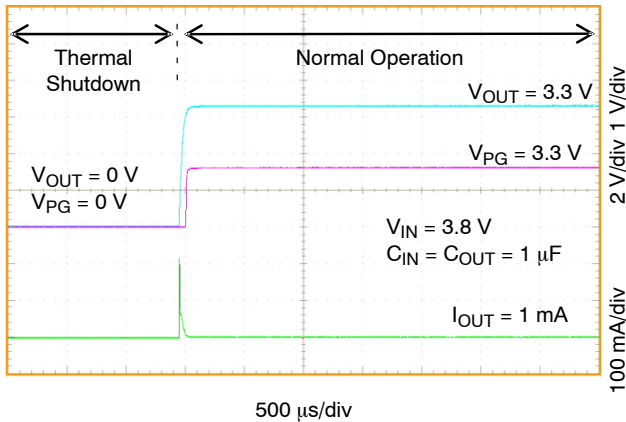 Thermal
Shutdown
Normal Operation
VOUT = 3.3 V
VPG = 3.3 V
VOUT = 0 V
VPG = 0 V
VIN = 3.8 V
CIN = COUT = 1 μF
IOUT = 1 mA
2 V/div 1 V/div
100 mA/div
500 μs/div